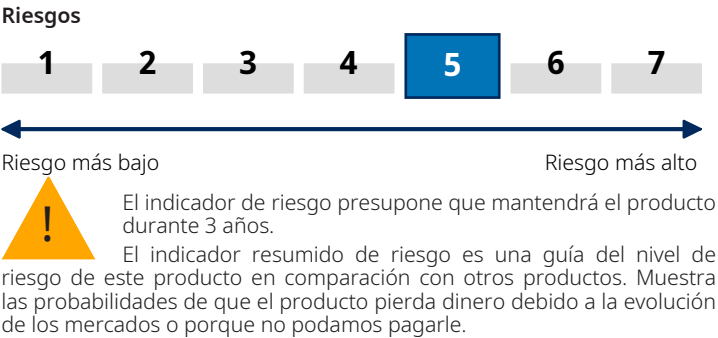 Riesgos
1 2 3 4 5 6 7
Riesgo más bajo Riesgo más alto
!
El indicador de riesgo presupone que mantendrá el producto
durante 3 años.
El indicador resumido de riesgo es una guía del nivel de
riesgo de este producto en comparación con otros productos. Muestra
las probabilidades de que el producto pierda dinero debido a la evolución
de los mercados o porque no podamos pagarle.